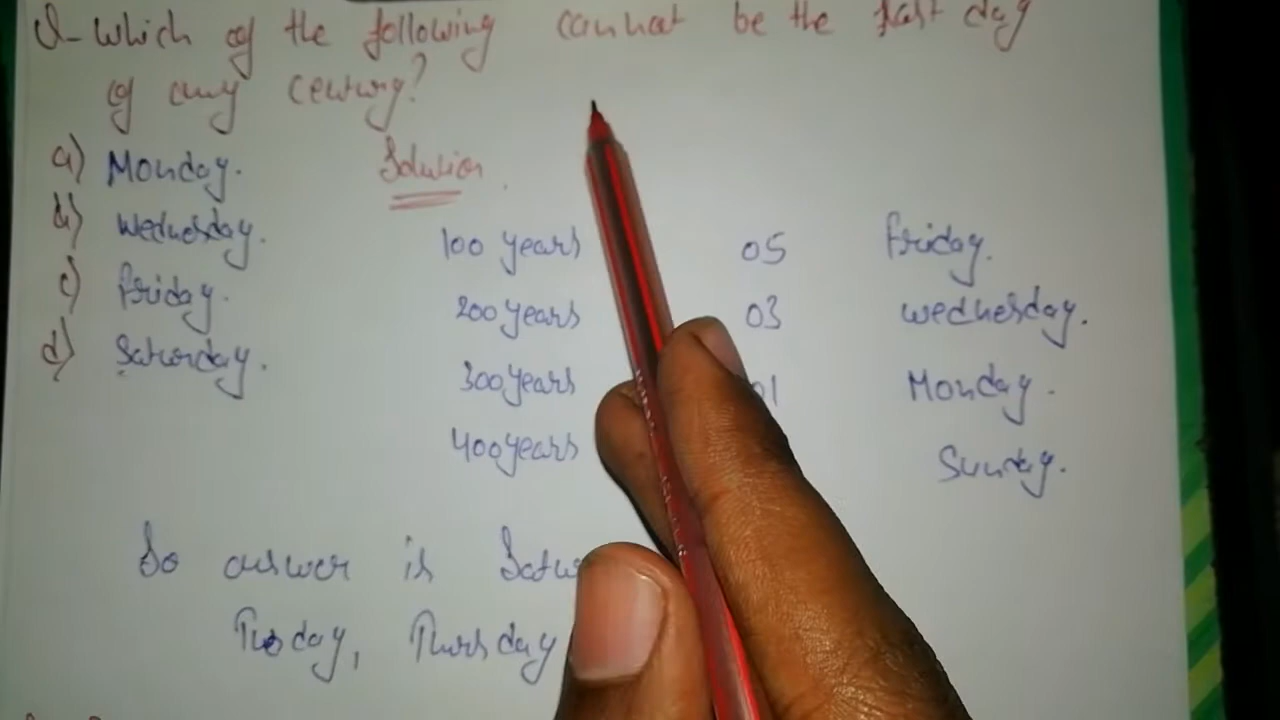 Q- Which of the following cannot be the last day
of any century?
a) Monday.
Solution
b) Wednesday.
100 years 05 Friday.
c) Friday.
200 years 03 Wednesday.
d) Saturday.
300 years 01 Monday.
400 years Sunday.
So answer is
Tuesday, Thursday